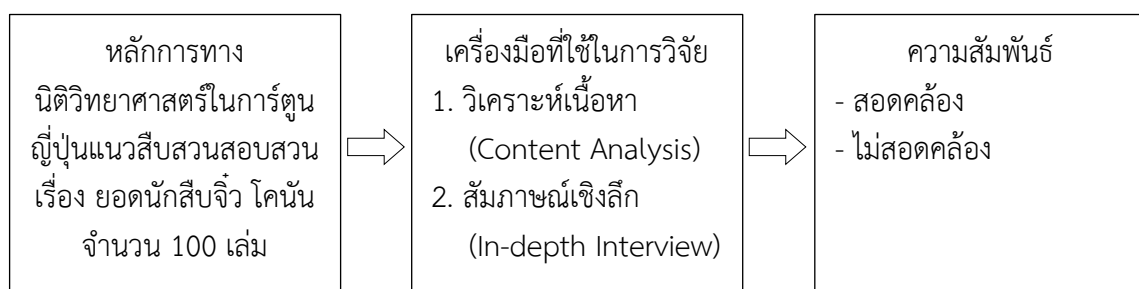 หลักการทาง
นิติวิทยาศาสตร์ในการ์ตูน
ญี่ปุ่นแนวสืบสวนสอบสวน
เรื่อง ยอดนักสืบจิ๋ว โคนัน
จำนวน 100 เล่ม
เครื่องมือที่ใช้ในการวิจัย
1. วิเคราะห์เนื้อหา
(Content Analysis)
2. สัมภาษณ์เชิงลึก
(In-depth Interview)
ความสัมพันธ์
- สอดคล้อง
- ไม่สอดคล้อง